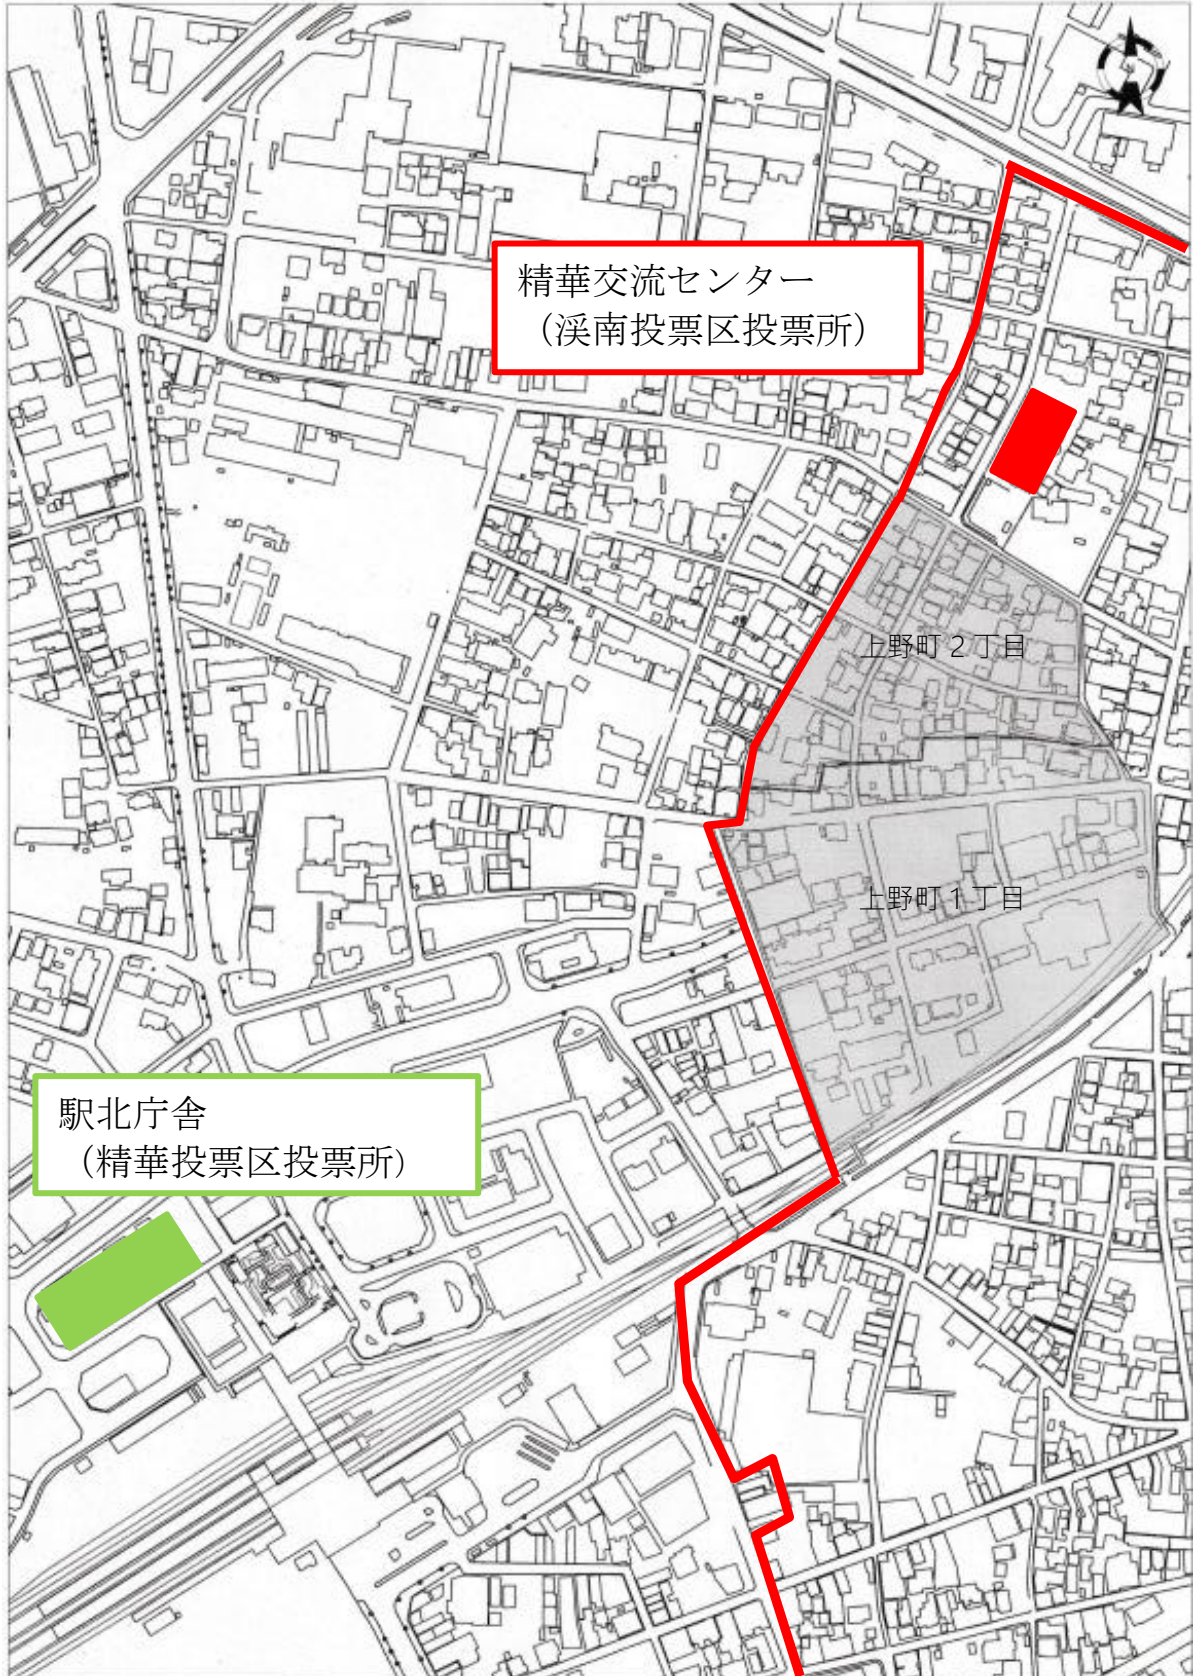 精華交流センター
（渓南投票区投票所）
上野町２丁目
上野町１丁目
駅北庁舎
（精華投票区投票所）